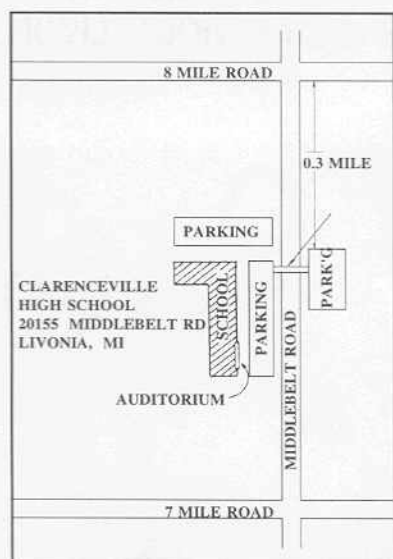 8 MILE ROAD
0.3 MILE
PARKING
PARK'G
CLARENCEVILLE
HIGH SCHOOL
20155 MIDDLEBELT RD
LIVONIA, MI
SCHOOL
PARKING
AUDITORIUM
MIDDLEBELT ROAD
7 MILE ROAD